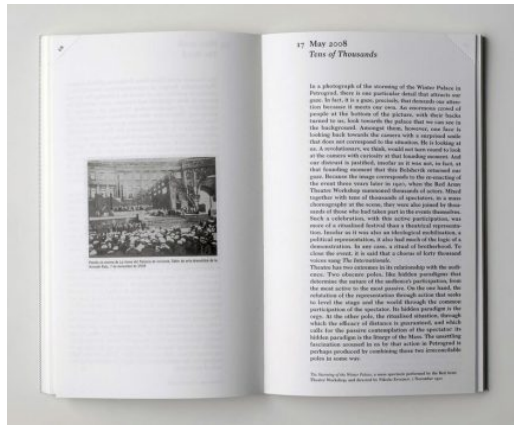 17 May 2008
Tens of Thousands
In a photograph of the storming of the Winter Palace in
Petrograd, there is one particular detail that attracts our
gaze. In fact, it is a gaze, precisely, that demands our atten-
tion because it meets our own. An enormous crowd of
people at the bottom of the picture, with their backs
turned to us, look towards the palace that we can see in
the background. Amongst them, however, one face is
looking back towards the camera with a surprised smile
that does not correspond to the situation. He is looking at
us. A revolutionary, we think, would not turn round to look
at the camera with curiosity at that founding moment. And
our distrust is justified, insofar as it was not, in fact, at
that founding moment that this Bolshevik returned our
gaze. Because the image corresponds to the re-enacting of
the event three years later in 1920, when the Red Army
Theatre Workshop summoned thousands of actors. Mixed
together with tens of thousands of spectators, in a mass
choreography at the scene, they were also joined by thou-
sands of those who had taken part in the events themselves.
Such a celebration, with this active participation, was
more of a ritualised festival than a theatrical representa-
tion. Insofar as it was also an ideological mobilisation, a
political representation, it also had much of the logic of a
demonstration. In any case, a ritual of brotherhood. To
close the event, it is said that a chorus of forty thousand
voices sang The Internationale.
Theatre has two extremes in its relationship with the audi-
ence. Two obscure poles, like hidden paradigms that
determine the nature of the audience's participation, from
the most active to the most passive. On the one hand, the
refutation of the representation through action that seeks
to level the stage and the world through the common
participation of the spectator. Its hidden paradigm is the
orgy. At the other pole, the ritualised situation, through
which the efficacy of distance is guaranteed, and which
calls for the passive contemplation of the spectator: its
hidden paradigm is the liturgy of the Mass. The unsettling
fascination aroused in us by that action in Petrograd is
perhaps produced by combining these two irreconcilable
poles in some way.
The Storming of the Winter Palace, a mass spectacle performed by the Red Army
Theatre Workshop, and directed by Nikolai Evreinov, 7 November 1920.